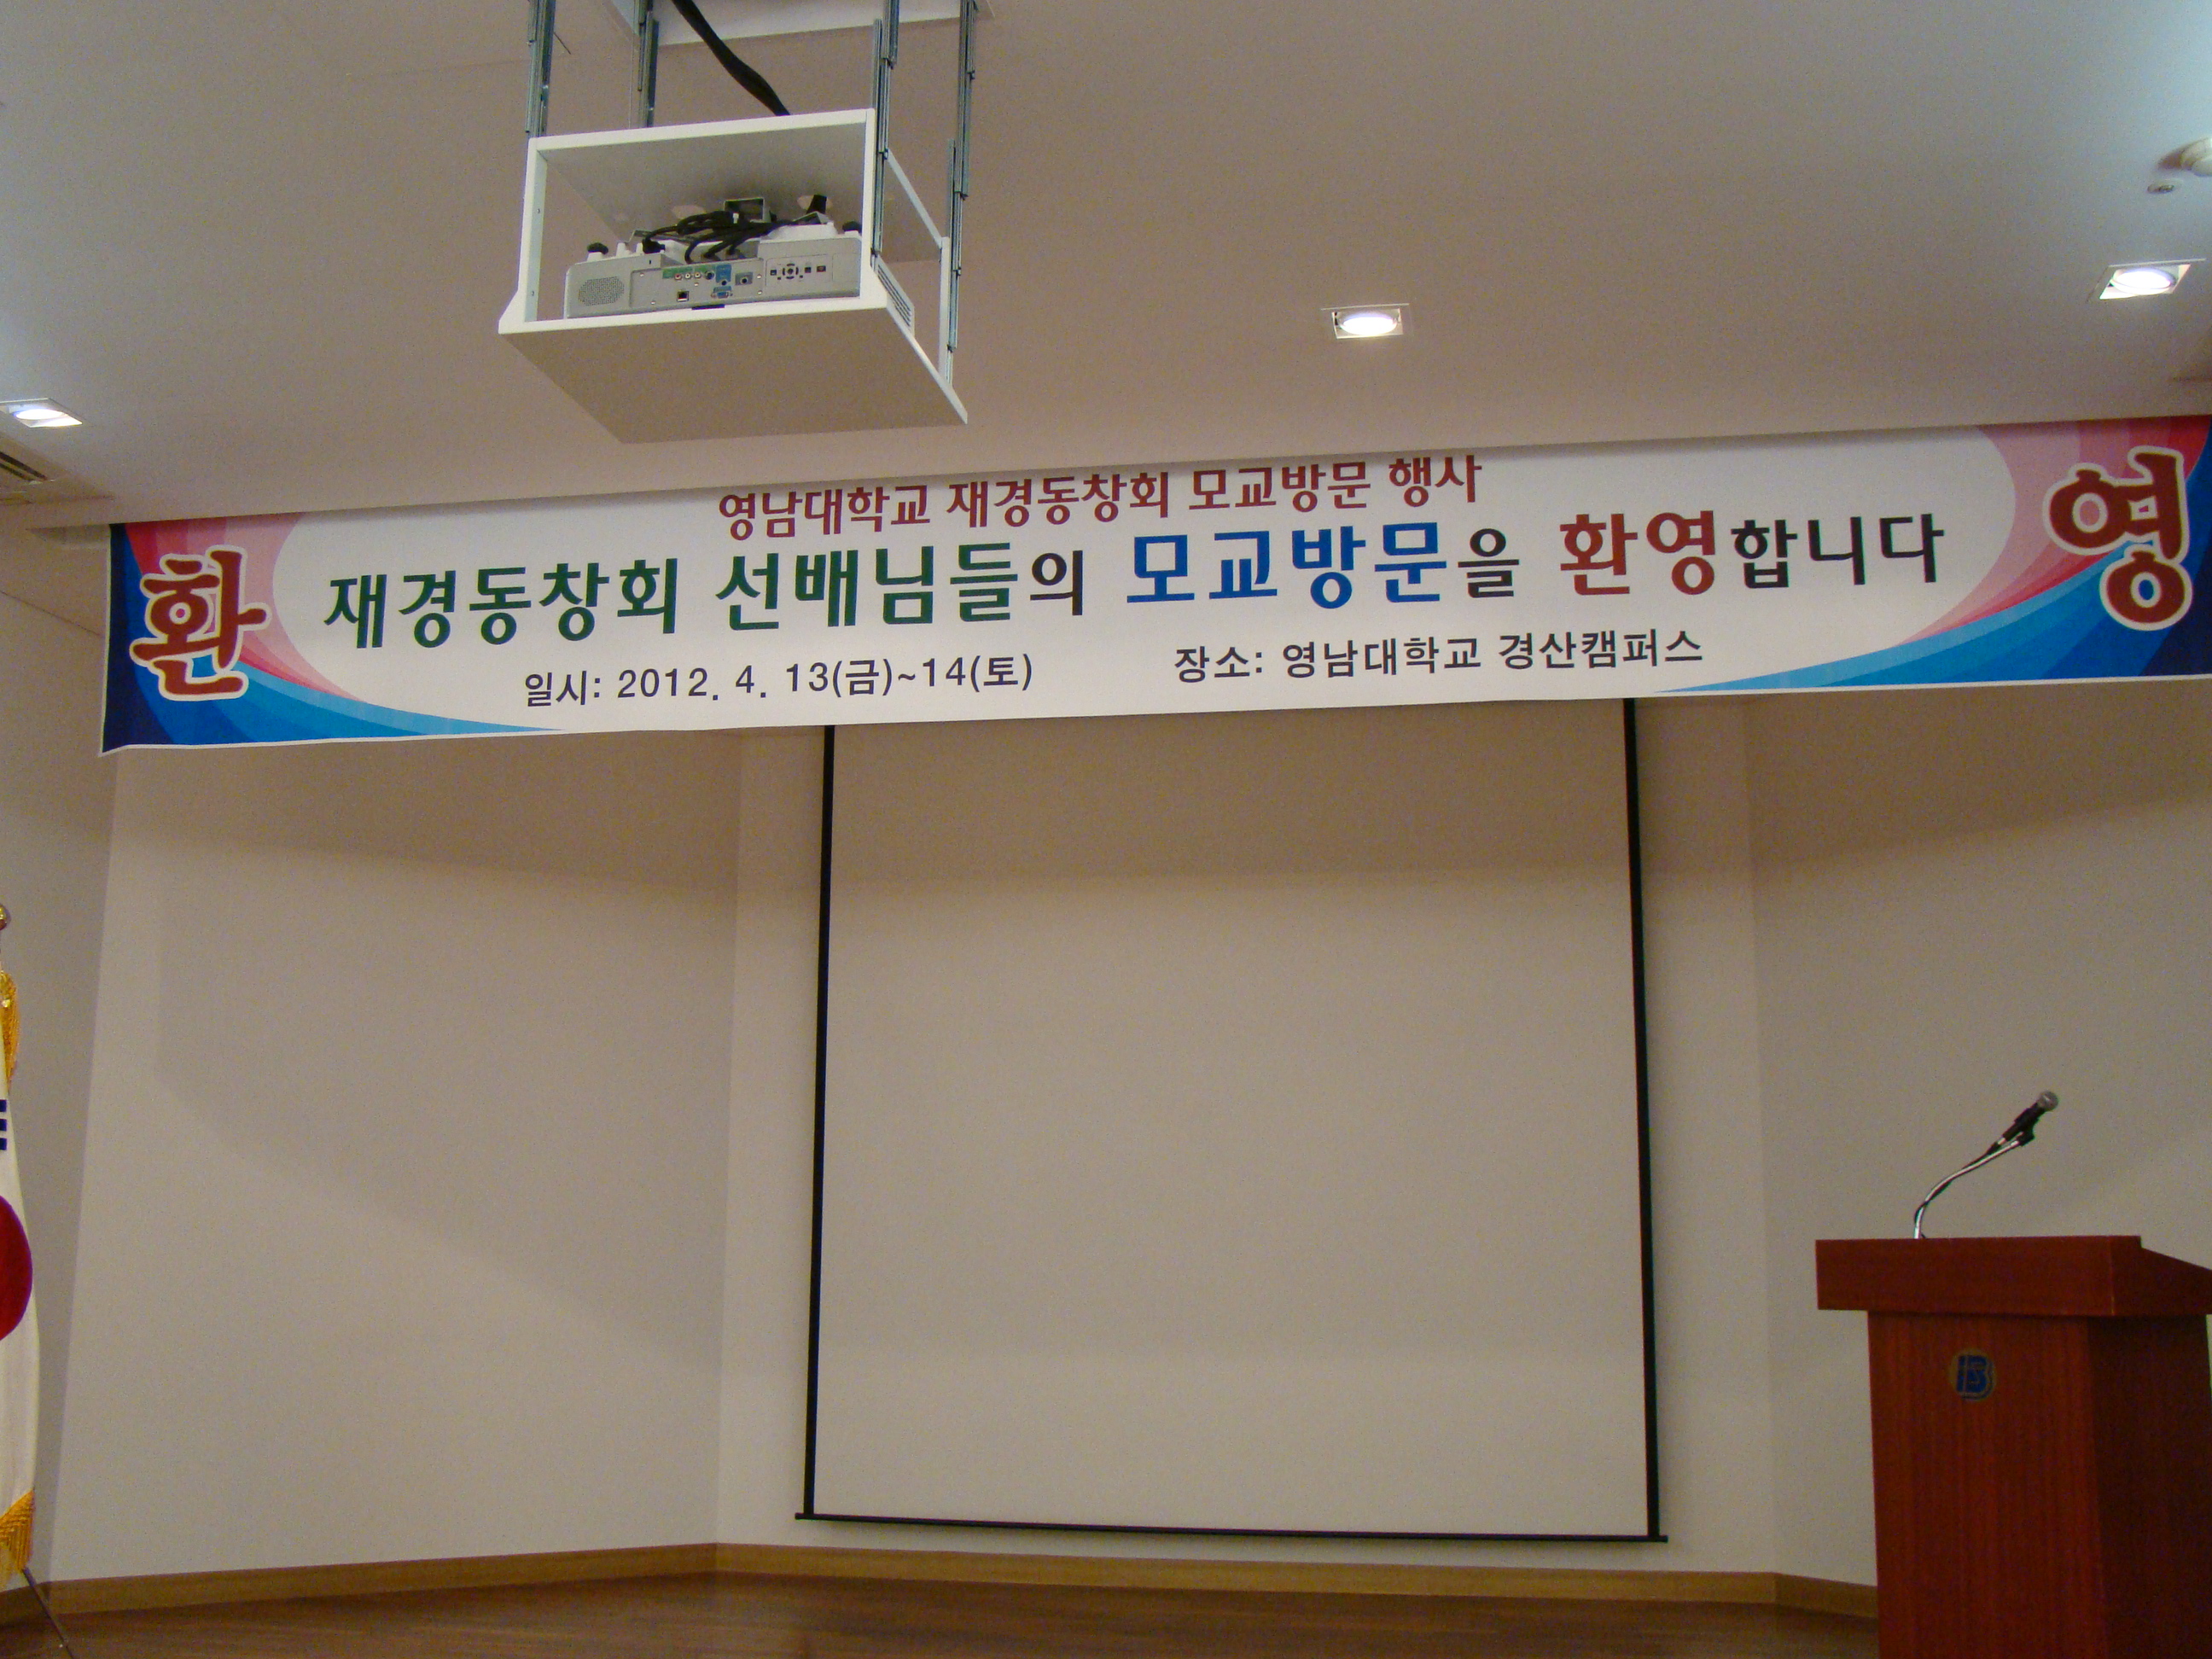 영남대학교 재경동창회 모교방문 행사
환 재경동창회 선배님들의 모교방문을 환영합니다 영
일시: 2012. 4. 13(금)~14(토) 장소: 영남대학교 경산캠퍼스